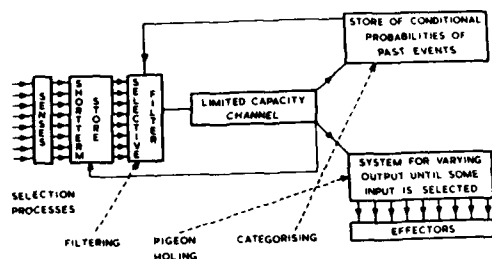 STORE OF CONDITIONAL
PROBABILITIES OF
PAST EVENTS
SENSES
SHORT TERM
STORE
SELECTIVE
FILTER
LIMITED CAPACITY
CHANNEL
SYSTEM FOR VARYING
OUTPUT UNTIL SOME
INPUT IS SELECTED
EFFECTORS
SELECTION
PROCESSES
FILTERING
PIGEON
HOLING
CATEGORISING